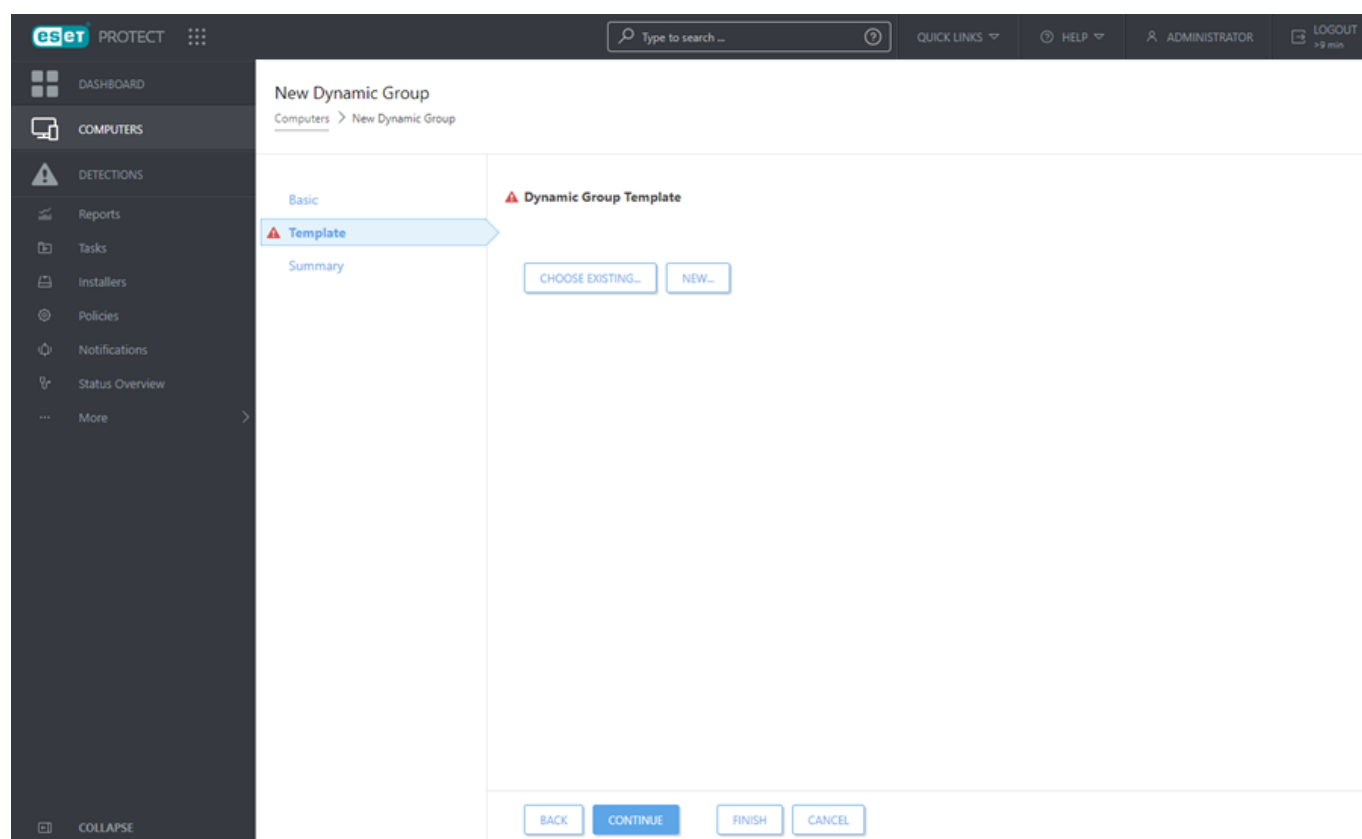 eset PROTECT
Type to search ...
QUICK LINKS
HELP
ADMINISTRATOR
LOGOUT
>9 min
DASHBOARD
COMPUTERS
DETECTIONS
Reports
Tasks
Installers
Policies
Notifications
Status Overview
More
COLLAPSE
New Dynamic Group
Computers > New Dynamic Group
Basic
Template
Summary
Dynamic Group Template
CHOOSE EXISTING... NEW...
BACK CONTINUE FINISH CANCEL